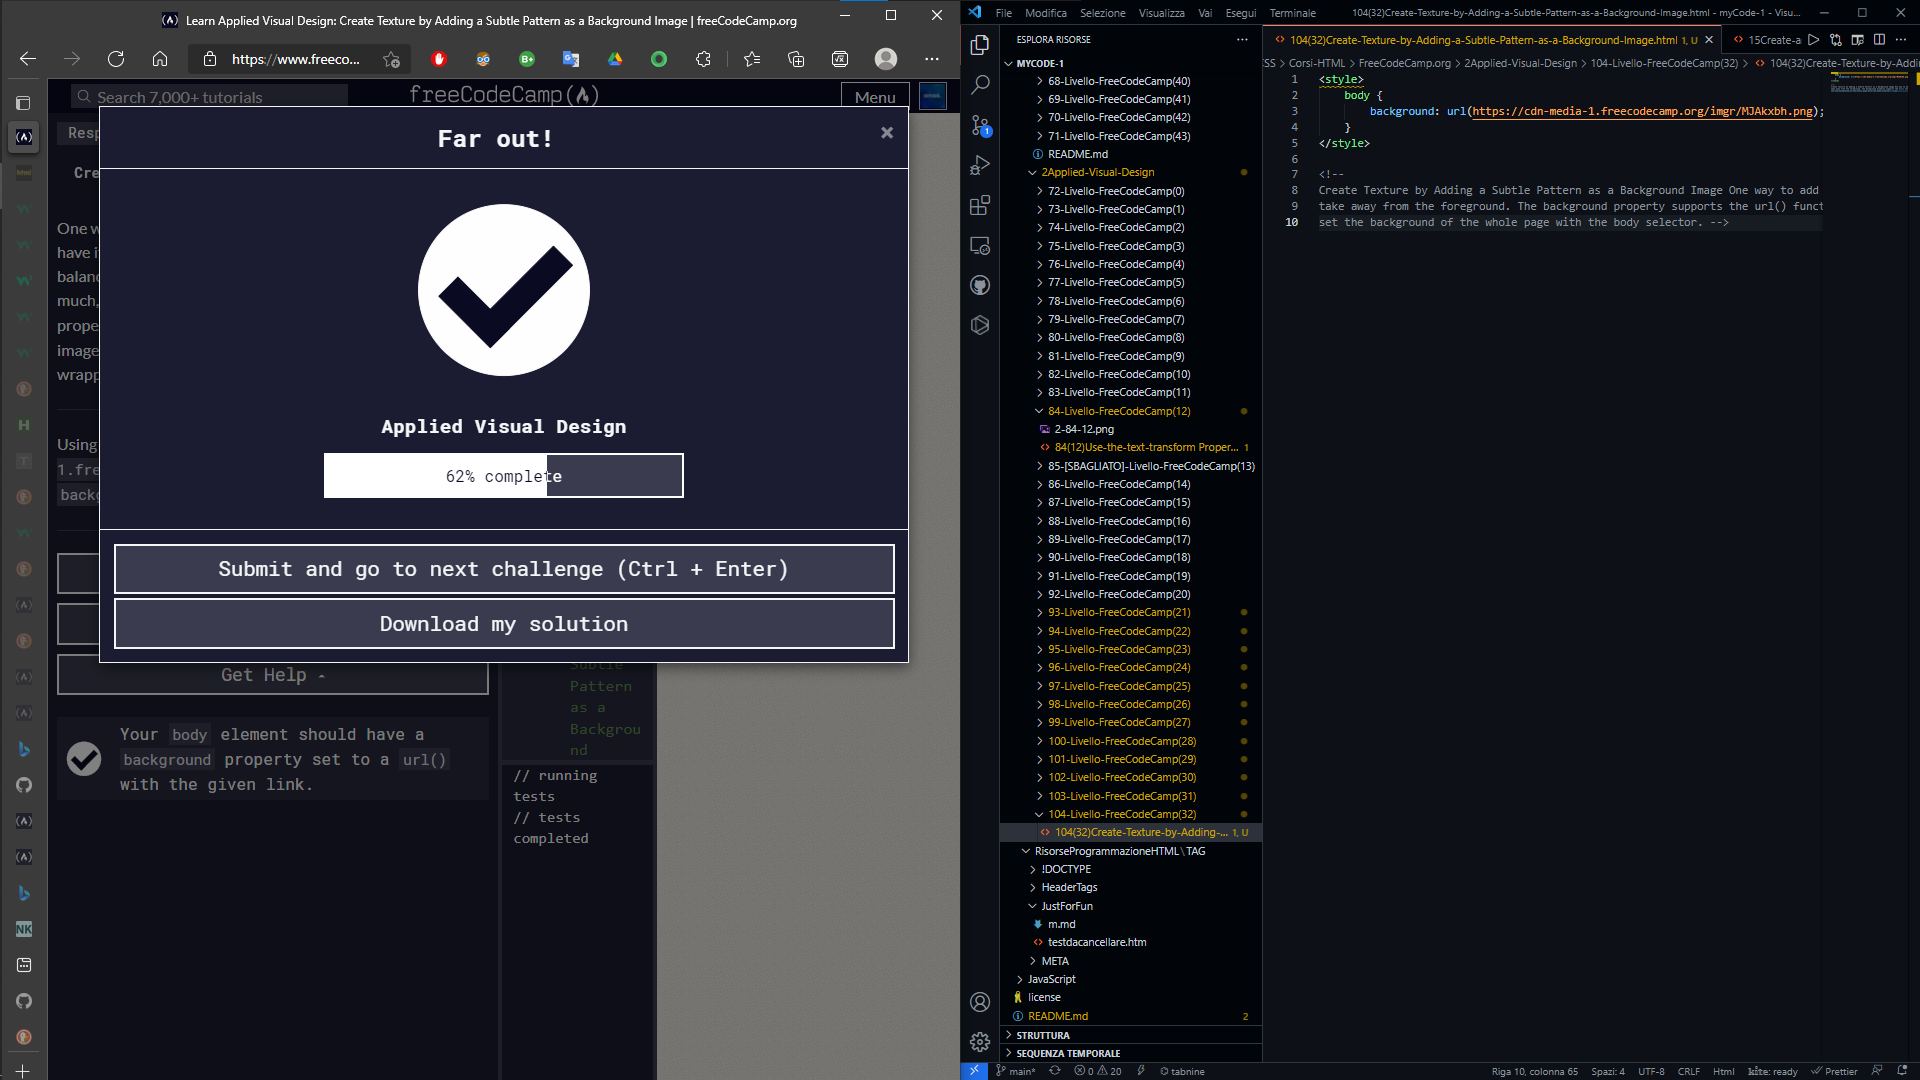 Learn Applied Visual Design: Create Texture by Adding a Subtle Pattern as a Background Image | freeCodeCamp.org
https://www.freeco...
Search 7,000+ tutorials
freeCodeCamp(🔥)
Menu
Resp
Far out!
×
Cre
One w
have i
balanc
much,
prope
image
wrapp
Applied Visual Design
62% complete
Using
1.fre
backg
Submit and go to next challenge (Ctrl + Enter)
Download my solution
Get Help
Subtle
Pattern
as a
Backgrou
nd
Your body element should have a
background property set to a url()
with the given link.
// running
tests
// tests
completed
File Modifica Selezione Visualizza Vai Esegui Terminale
104(32)Create-Texture-by-Adding-a-Subtle-Pattern-as-a-Background-Image.html - myCode-1 - Visu...
ESPLORA RISORSE
MYCODE-1
68-Livello-FreeCodeCamp(40)
69-Livello-FreeCodeCamp(41)
70-Livello-FreeCodeCamp(42)
71-Livello-FreeCodeCamp(43)
README.md
2Applied-Visual-Design
72-Livello-FreeCodeCamp(0)
73-Livello-FreeCodeCamp(1)
74-Livello-FreeCodeCamp(2)
75-Livello-FreeCodeCamp(3)
76-Livello-FreeCodeCamp(4)
77-Livello-FreeCodeCamp(5)
78-Livello-FreeCodeCamp(6)
79-Livello-FreeCodeCamp(7)
80-Livello-FreeCodeCamp(8)
81-Livello-FreeCodeCamp(9)
82-Livello-FreeCodeCamp(10)
83-Livello-FreeCodeCamp(11)
84-Livello-FreeCodeCamp(12)
2-84-12.png
84(12)Use-the-text-transform Proper... 1
85-[SBAGLIATO]-Livello-FreeCodeCamp(13)
86-Livello-FreeCodeCamp(14)
87-Livello-FreeCodeCamp(15)
88-Livello-FreeCodeCamp(16)
89-Livello-FreeCodeCamp(17)
90-Livello-FreeCodeCamp(18)
91-Livello-FreeCodeCamp(19)
92-Livello-FreeCodeCamp(20)
93-Livello-FreeCodeCamp(21)
94-Livello-FreeCodeCamp(22)
95-Livello-FreeCodeCamp(23)
96-Livello-FreeCodeCamp(24)
97-Livello-FreeCodeCamp(25)
98-Livello-FreeCodeCamp(26)
99-Livello-FreeCodeCamp(27)
100-Livello-FreeCodeCamp(28)
101-Livello-FreeCodeCamp(29)
102-Livello-FreeCodeCamp(30)
103-Livello-FreeCodeCamp(31)
104-Livello-FreeCodeCamp(32)
104(32)Create-Texture-by-Adding-... 1, U
RisorseProgrammazioneHTML\TAG
!DOCTYPE
HeaderTags
JustForFun
m.md
testdacancellare.htm
META
JavaScript
license
README.md 2
STRUTTURA
SEQUENZA TEMPORALE
104(32)Create-Texture-by-Adding-a-Subtle-Pattern-as-a-Background-Image.html 1, U
15Create-a-
SS > Corsi-HTML > FreeCodeCamp.org > 2Applied-Visual-Design > 104-Livello-FreeCodeCamp(32) > 104(32)Create-Texture-by-Addi
1 <style>
2 body {
3 background: url(https://cdn-media-1.freecodecamp.org/imgr/MJAkxbh.png);
4 }
5 </style>
6
7 <!--
8 Create Texture by Adding a Subtle Pattern as a Background Image One way to add
9 take away from the foreground. The background property supports the url() funct
10 set the background of the whole page with the body selector. -->
main* 0 20 tabnine Riga 10, colonna 65 Spazi: 4 UTF-8 CRLF Html kite: ready Prettier